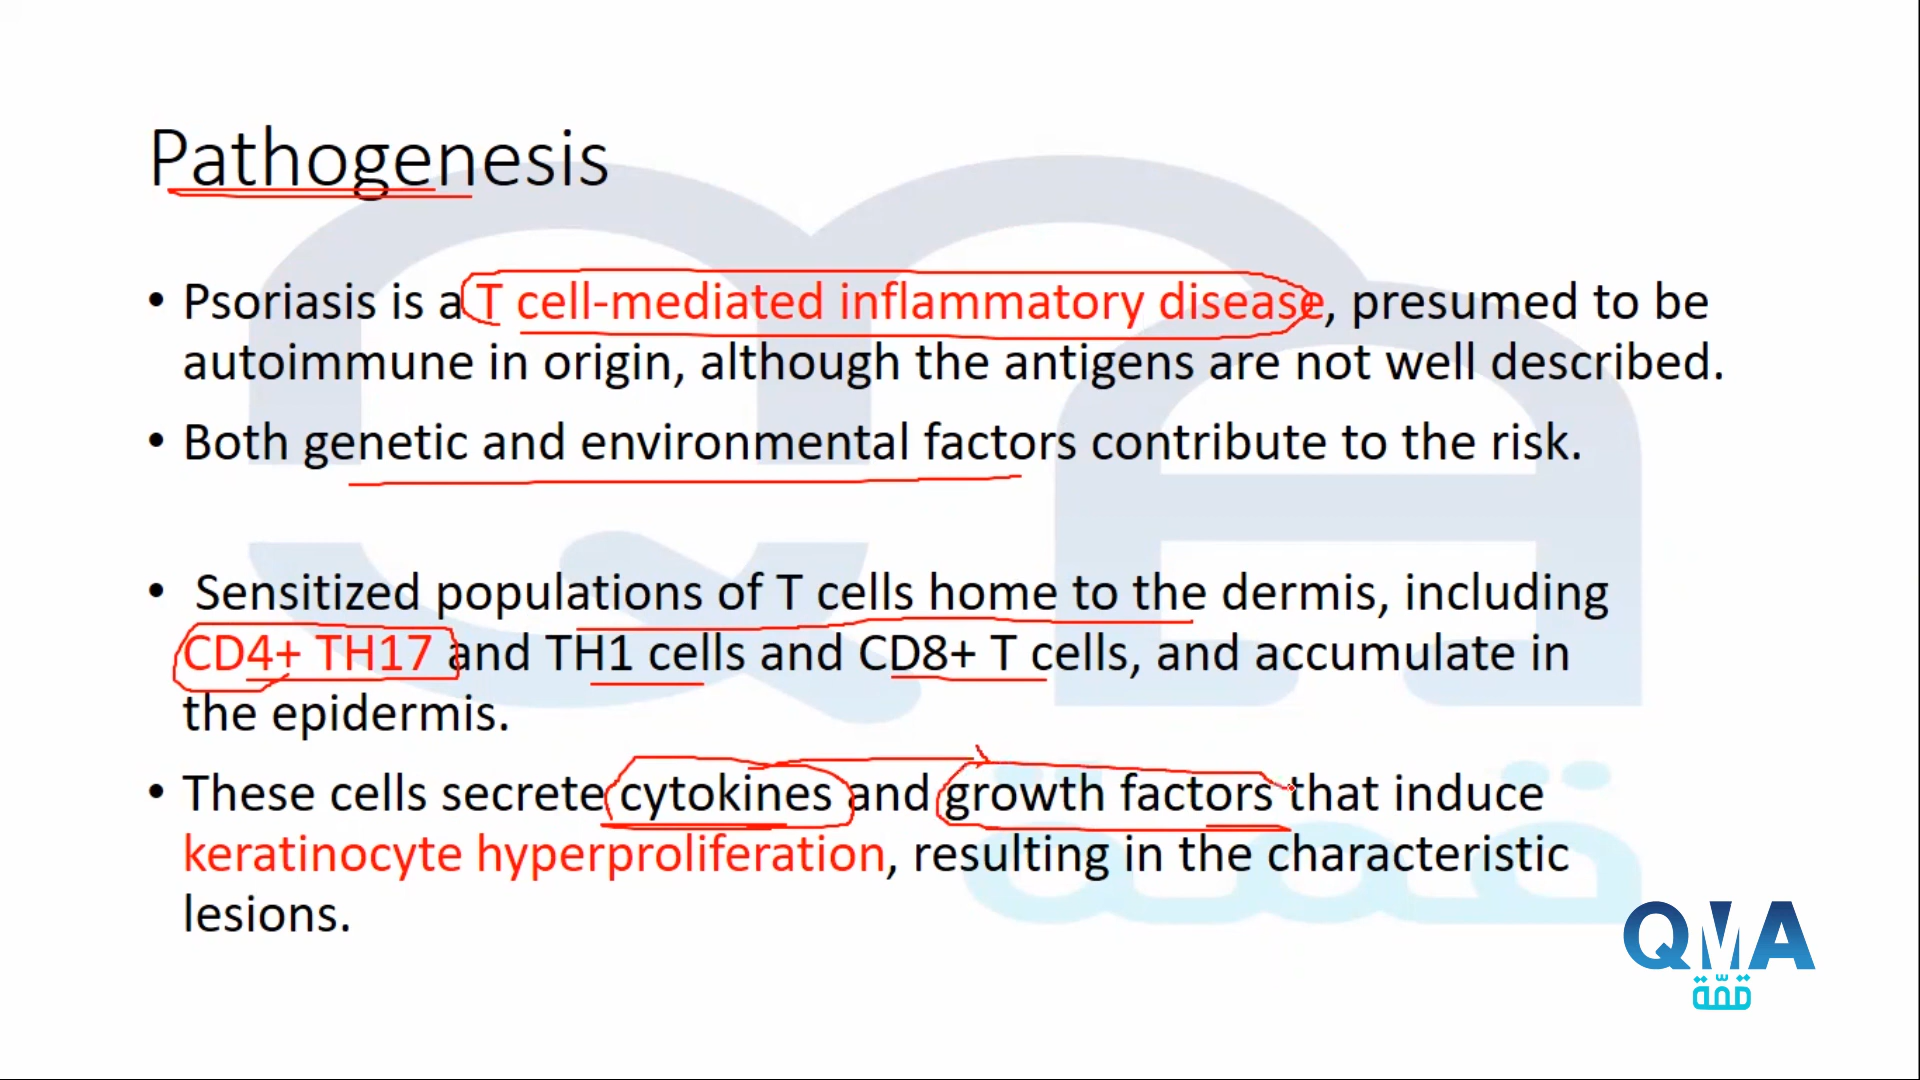 Pathogenesis
• Psoriasis is a T cell-mediated inflammatory disease, presumed to be
autoimmune in origin, although the antigens are not well described.
• Both genetic and environmental factors contribute to the risk.
• Sensitized populations of T cells home to the dermis, including
CD4+ TH17 and TH1 cells and CD8+ T cells, and accumulate in
the epidermis.
• These cells secrete cytokines and growth factors that induce
keratinocyte hyperproliferation, resulting in the characteristic
lesions.
QMA
قمّة